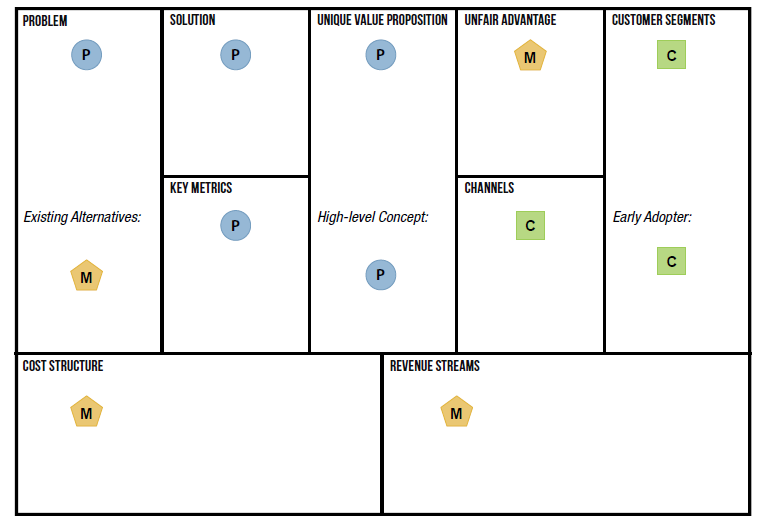 PROBLEM
P
Existing Alternatives:
M
SOLUTION
P
KEY METRICS
P
UNIQUE VALUE PROPOSITION
P
High-level Concept:
P
UNFAIR ADVANTAGE
M
CHANNELS
C
CUSTOMER SEGMENTS
C
Early Adopter:
C
COST STRUCTURE
M
REVENUE STREAMS
M